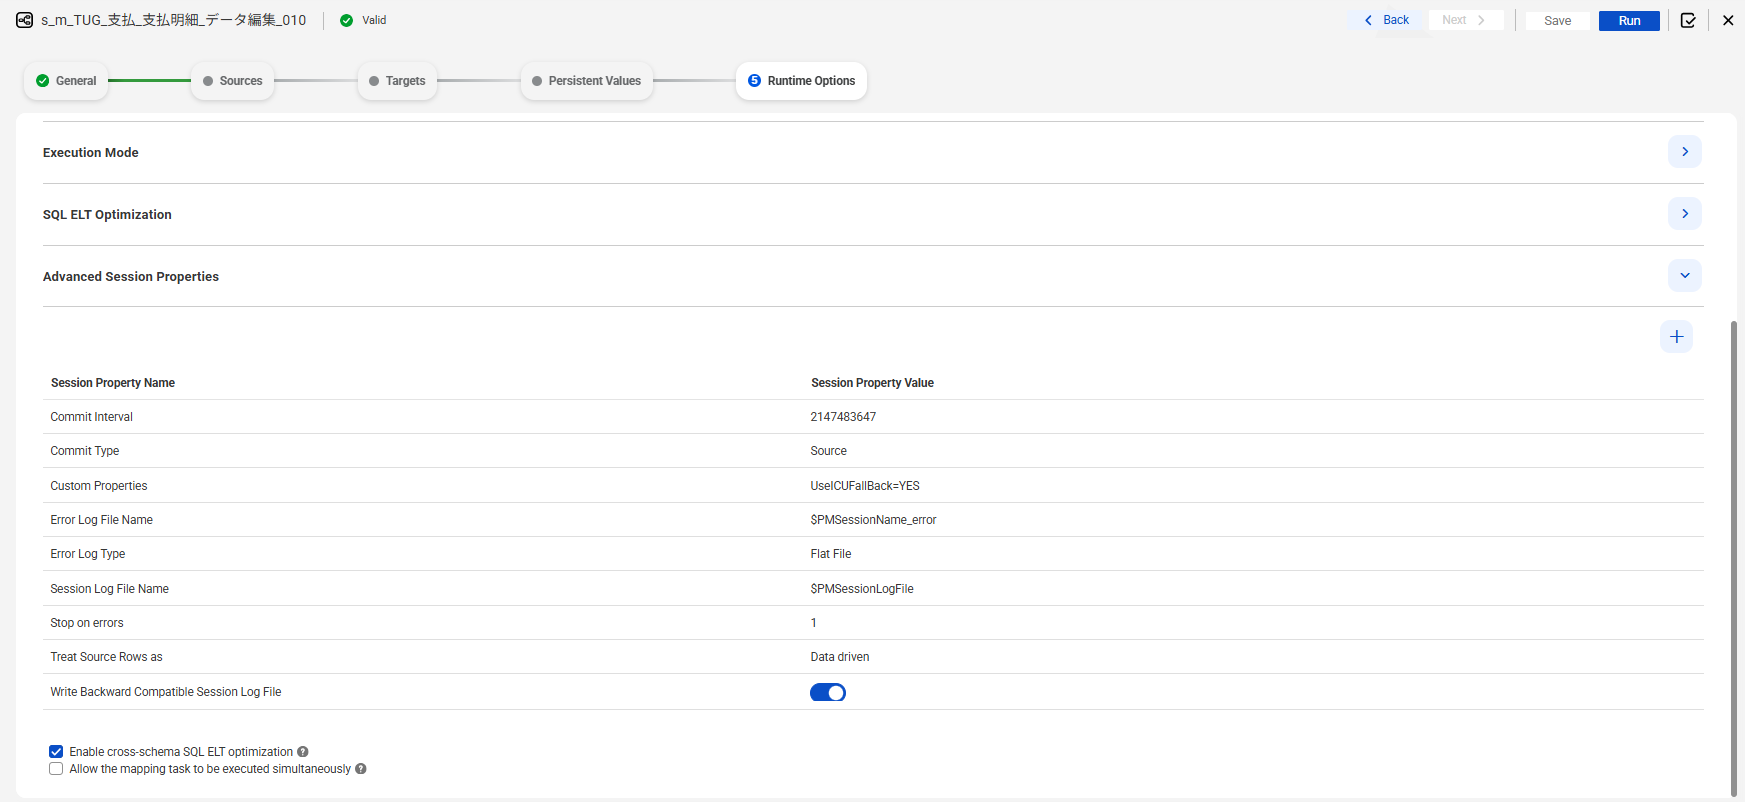 s_m_TUG_支払_支払明細_データ編集_010 Valid Back Next Save Run
General Sources Targets Persistent Values 5 Runtime Options
Execution Mode
SQL ELT Optimization
Advanced Session Properties
Session Property Name Session Property Value
Commit Interval 2147483647
Commit Type Source
Custom Properties UseICUFallBack=YES
Error Log File Name $PMSessionName_error
Error Log Type Flat File
Session Log File Name $PMSessionLogFile
Stop on errors 1
Treat Source Rows as Data driven
Write Backward Compatible Session Log File
Enable cross-schema SQL ELT optimization ?
Allow the mapping task to be executed simultaneously ?